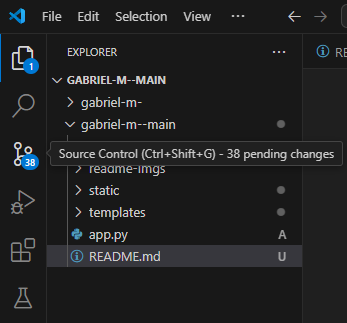 File Edit Selection View ···
EXPLORER ···
1
GABRIEL-M--MAIN
RE
gabriel-m-
gabriel-m--main
Source Control (Ctrl+Shift+G) - 38 pending changes
38
readme-imgs
static
templates
app.py A
README.md U